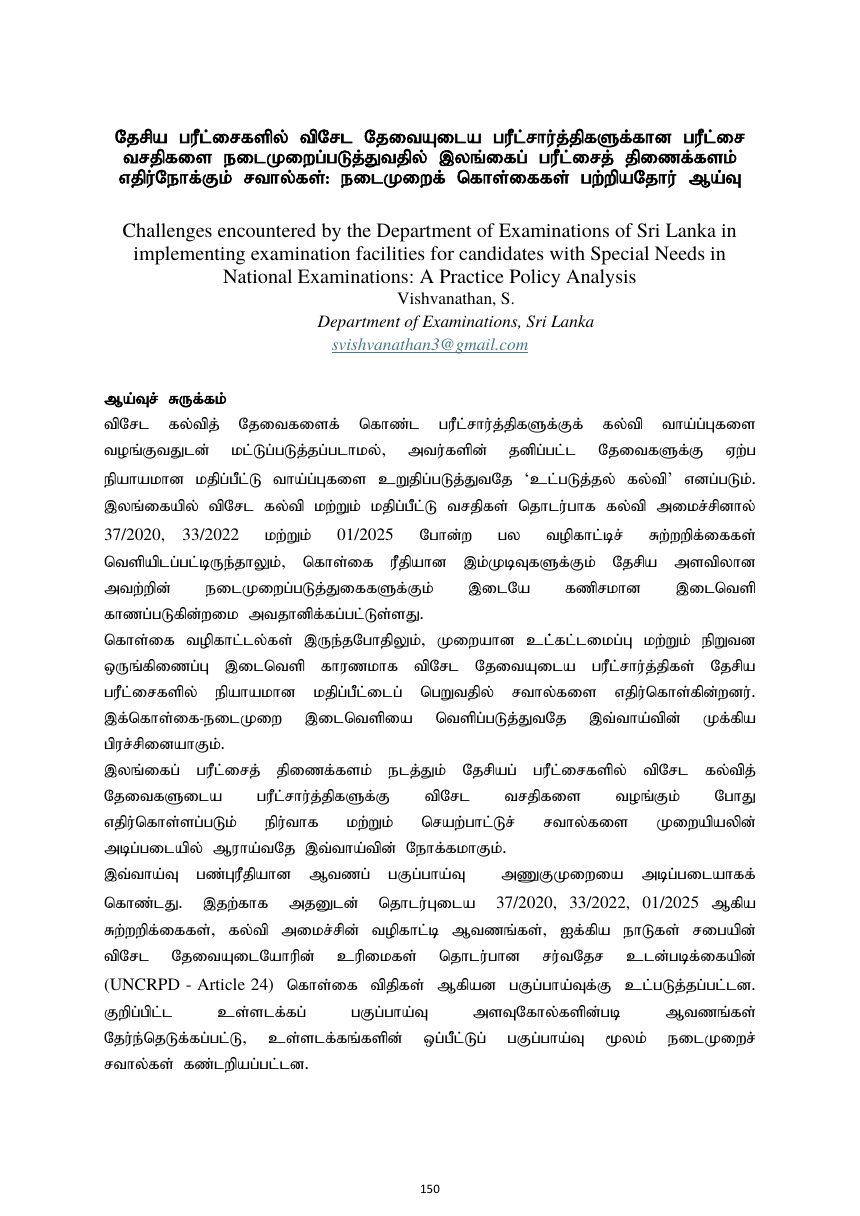 தேசிய பரீட்சைகளில் விசேட தேவையுடைய பரீட்சார்த்திகளுக்கான பரீட்சை
வசதிகளை நடைமுறைப்படுத்துவதில் இலங்கைப் பரீட்சைத் திணைக்களம்
எதிர்நோக்கும் சவால்கள்: நடைமுறைக் கொள்கைகள் பற்றியதோர் ஆய்வு
Challenges encountered by the Department of Examinations of Sri Lanka in
implementing examination facilities for candidates with Special Needs in
National Examinations: A Practice Policy Analysis
Vishvanathan, S.
Department of Examinations, Sri Lanka
svishvanathan3@gmail.com
ஆய்வுச் சுருக்கம்
விசேட கல்வித் தேவைகளைக் கொண்ட பரீட்சார்த்திகளுக்குக் கல்வி வாய்ப்புகளை
வழங்குவதுடன் மட்டுப்படுத்தப்படாமல், அவர்களின் தனிப்பட்ட தேவைகளுக்கு ஏற்ப
நியாயமான மதிப்பீட்டு வாய்ப்புகளை உறுதிப்படுத்துவதே ‘உட்படுத்தல் கல்வி’ எனப்படும்.
இலங்கையில் விசேட கல்வி மற்றும் மதிப்பீட்டு வசதிகள் தொடர்பாக கல்வி அமைச்சினால்
37/2020, 33/2022 மற்றும் 01/2025 போன்ற பல வழிகாட்டிச் சுற்றறிக்கைகள்
வெளியிடப்பட்டிருந்தாலும், கொள்கை ரீதியான இம்முடிவுகளுக்கும் தேசிய அளவிலான
அவற்றின் நடைமுறைப்படுத்துகைகளுக்கும் இடையே கணிசமான இடைவெளி
காணப்படுகின்றமை அவதானிக்கப்பட்டுள்ளது.
கொள்கை வழிகாட்டல்கள் இருந்தபோதிலும், முறையான உட்கட்டமைப்பு மற்றும் நிறுவன
ஒருங்கிணைப்பு இடைவெளி காரணமாக விசேட தேவையுடைய பரீட்சார்த்திகள் தேசிய
பரீட்சைகளில் நியாயமான மதிப்பீட்டைப் பெறுவதில் சவால்களை எதிர்கொள்கின்றனர்.
இக்கொள்கை-நடைமுறை இடைவெளியை வெளிப்படுத்துவதே இவ்வாய்வின் முக்கிய
பிரச்சினையாகும்.
இலங்கைப் பரீட்சைத் திணைக்களம் நடத்தும் தேசியப் பரீட்சைகளில் விசேட கல்வித்
தேவைகளுடைய பரீட்சார்த்திகளுக்கு விசேட வசதிகளை வழங்கும் போது
எதிர்கொள்ளப்படும் நிர்வாக மற்றும் செயற்பாட்டுச் சவால்களை முறையியலின்
அடிப்படையில் ஆராய்வதே இவ்வாய்வின் நோக்கமாகும்.
இவ்வாய்வு பண்புரீதியான ஆவணப் பகுப்பாய்வு அணுகுமுறையை அடிப்படையாகக்
கொண்டது. இதற்காக அதனுடன் தொடர்புடைய 37/2020, 33/2022, 01/2025 ஆகிய
சுற்றறிக்கைகள், கல்வி அமைச்சின் வழிகாட்டி ஆவணங்கள், ஐக்கிய நாடுகள் சபையின்
விசேட தேவையுடையோரின் உரிமைகள் தொடர்பான சர்வதேச உடன்படிக்கையின்
(UNCRPD - Article 24) கொள்கை விதிகள் ஆகியன பகுப்பாய்வுக்கு உட்படுத்தப்பட்டன.
குறிப்பிட்ட உள்ளடக்கப் பகுப்பாய்வு அளவுகோல்களின்படி ஆவணங்கள்
தேர்ந்தெடுக்கப்பட்டு, உள்ளடக்கங்களின் ஒப்பீட்டுப் பகுப்பாய்வு மூலம் நடைமுறைச்
சவால்கள் கண்டறியப்பட்டன.
150